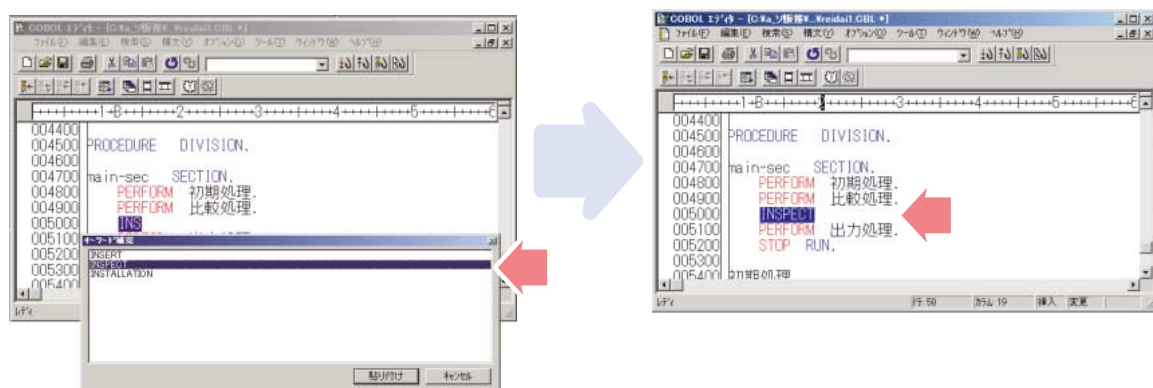 COBOL エディタ - [C:¥a_ソ販推¥..¥reidai1.CBL *]
ファイル(F) 編集(E) 検索(S) 構文(Y) オプション(O) ツール(T) ウィンドウ(W) ヘルプ(H)
004400
004500 PROCEDURE DIVISION.
004600
004700 main-sec SECTION.
004800 PERFORM 初期処理.
004900 PERFORM 比較処理.
005000 INS
005100
005200
005300
005400
レディ
キーワード補完
INSERT
INSPECT
INSTALLATION
貼り付け キャンセル
COBOL エディタ - [C:¥a_ソ販推¥..¥reidai1.CBL *]
ファイル(F) 編集(E) 検索(S) 構文(Y) オプション(O) ツール(T) ウィンドウ(W) ヘルプ(H)
004400
004500 PROCEDURE DIVISION.
004600
004700 main-sec SECTION.
004800 PERFORM 初期処理.
004900 PERFORM 比較処理.
005000 INSPECT
005100 PERFORM 出力処理.
005200 STOP RUN.
005300
005400 初期処理
レディ 行: 50 カラム: 19 挿入 変更